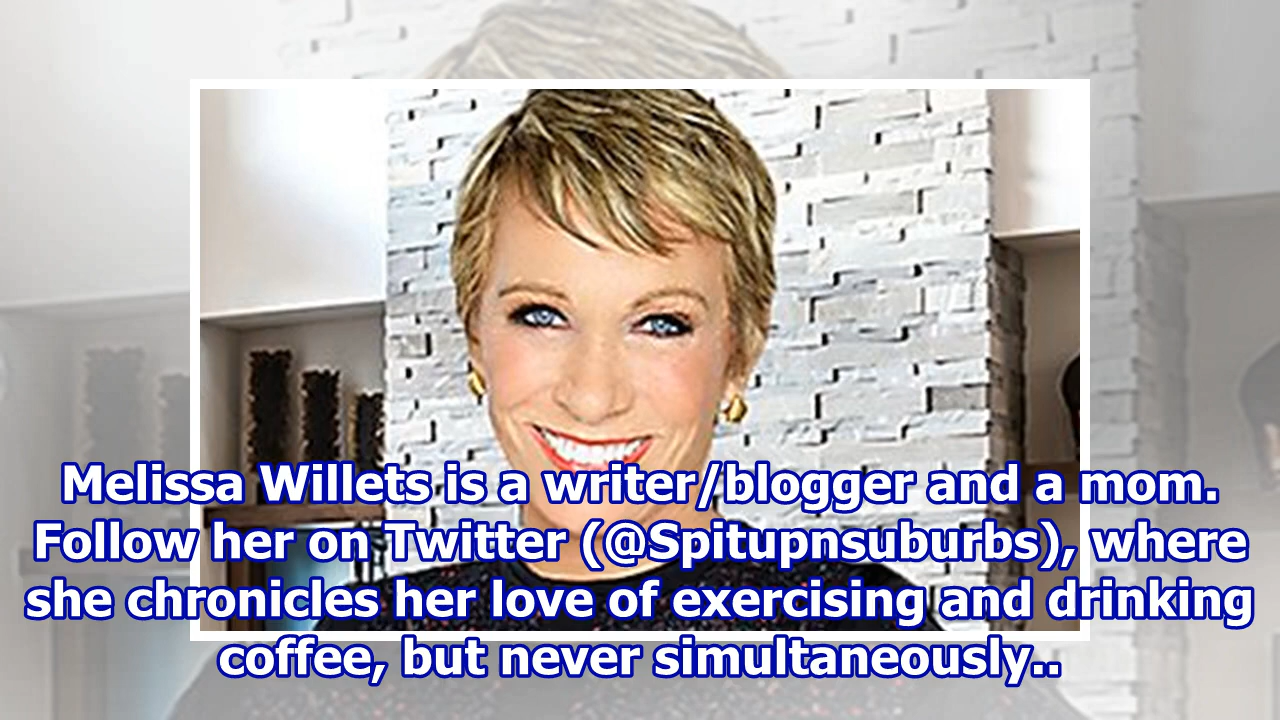 Melissa Willets is a writer/blogger and a mom.
Follow her on Twitter (@Spitupnsuburbs), where
she chronicles her love of exercising and drinking
coffee, but never simultaneously..